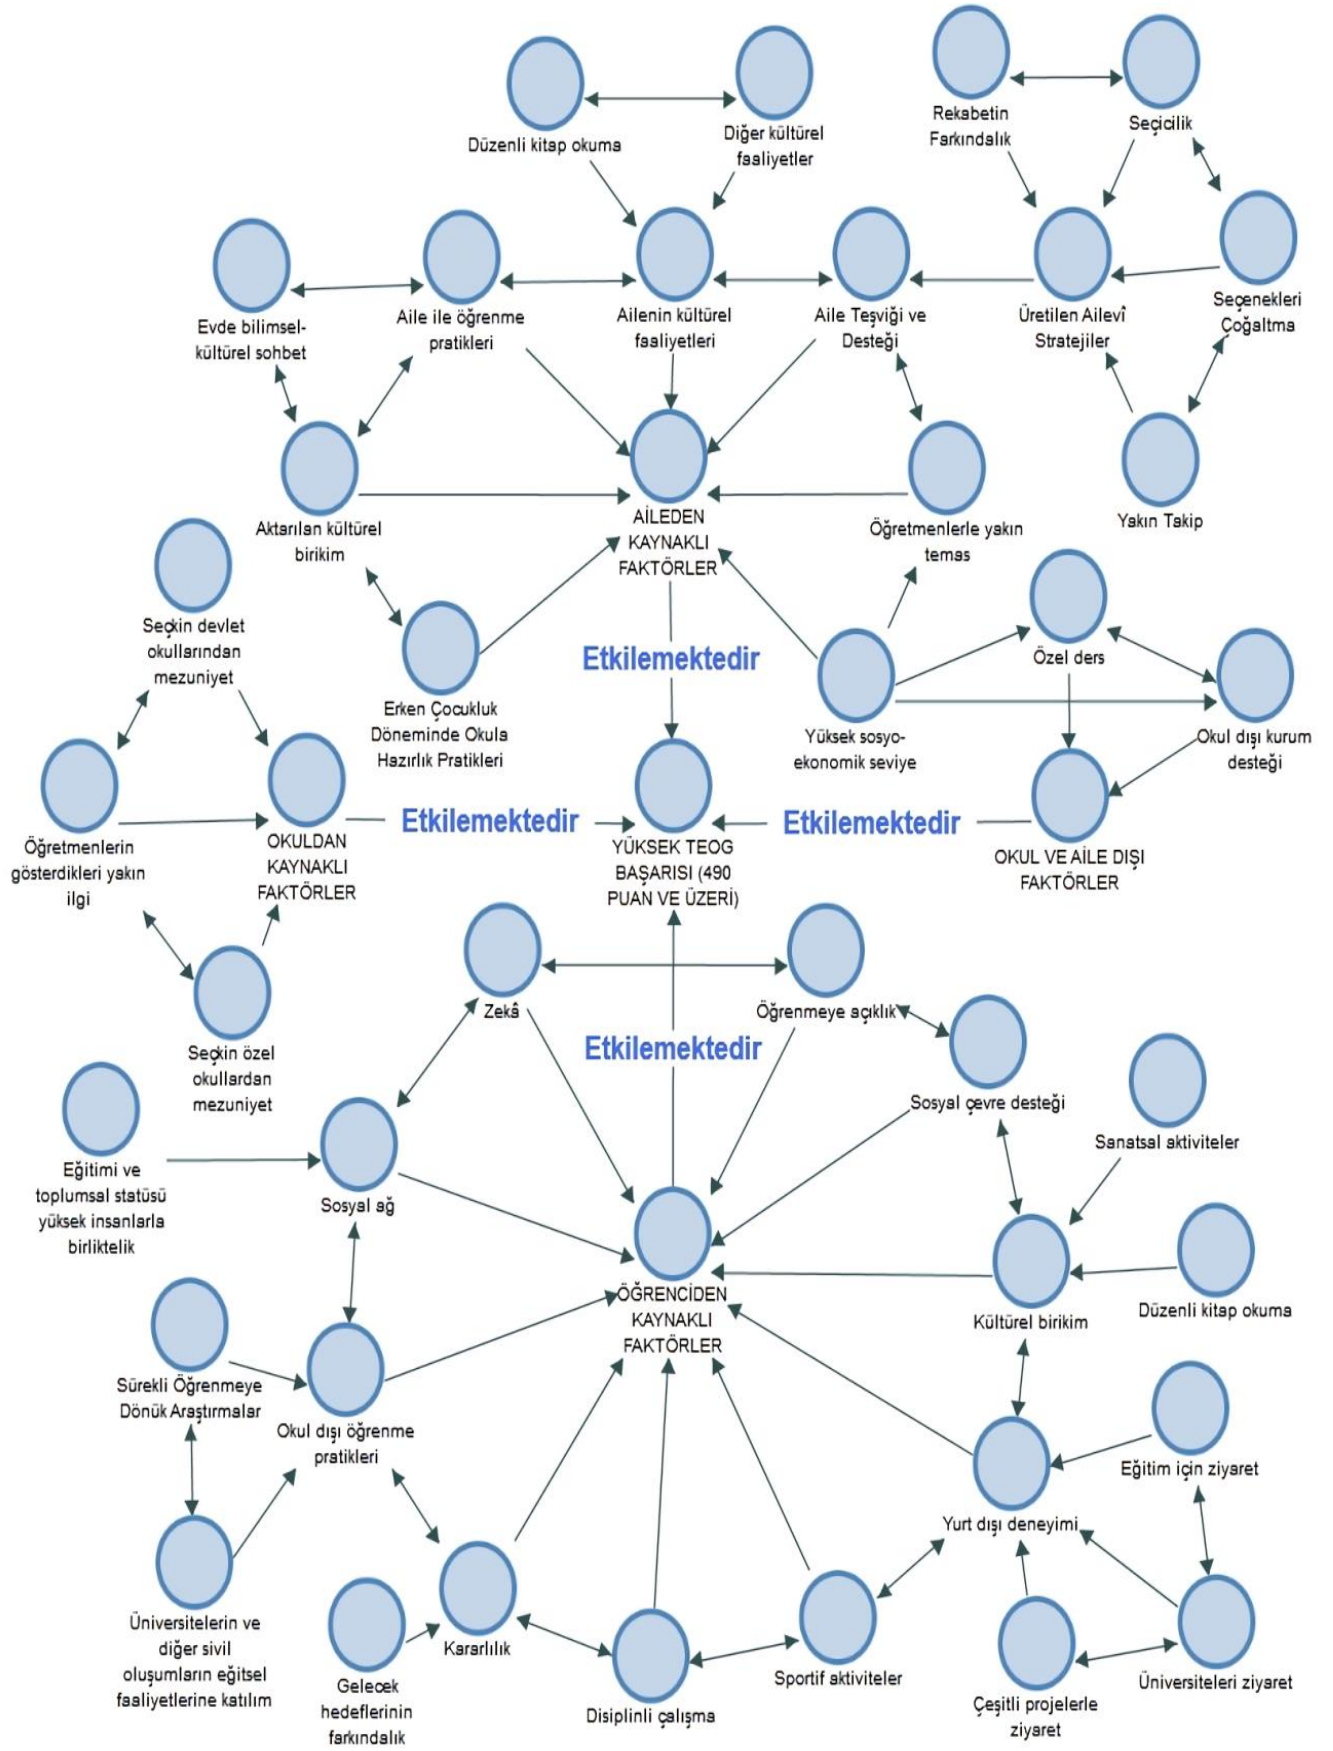 Düzenli kitap okuma
Diğer kültürel
faaliyetler
Rekabetin
Farkındalık
Seçicilik
Evde bilimsel-
kültürel sohbet
Aile ile öğrenme
pratikleri
Ailenin kültürel
faaliyetleri
Aile Teşviği ve
Desteği
Üretilen Ailevî
Stratejiler
Seçenekleri
Çoğaltma
Aktarılan kültürel
birikim
AİLEDEN
KAYNAKLI
FAKTÖRLER
Öğretmenlerle yakın
temas
Yakın Takip
Seçkin devlet
okullarından
mezuniyet
Erken Çocukluk
Döneminde Okula
Hazırlık Pratikleri
Etkilemektedir
Yüksek sosyo-
ekonomik seviye
Özel ders
Okul dışı kurum
desteği
Öğretmenlerin
gösterdikleri yakın
ilgi
OKULDAN
KAYNAKLI
FAKTÖRLER
Etkilemektedir
YÜKSEK TEOG
BAŞARISI (490
PUAN VE ÜZERİ)
Etkilemektedir
OKUL VE AİLE DIŞI
FAKTÖRLER
Seçkin özel
okullardan
mezuniyet
Zekâ
Etkilemektedir
Öğrenmeye açıklık
Sosyal çevre desteği
Sanatsal aktiviteler
Eğitimi ve
toplumsal statüsü
yüksek insanlarla
birliktelik
Sosyal ağ
ÖĞRENCİDEN
KAYNAKLI
FAKTÖRLER
Kültürel birikim
Düzenli kitap okuma
Sürekli Öğrenmeye
Dönük Araştırmalar
Okul dışı öğrenme
pratikleri
Yurt dışı deneyimi
Eğitim için ziyaret
Üniversitelerin ve
diğer sivil
oluşumların eğitsel
faaliyetlerine katılım
Gelecek
hedeflerinin
farkındalık
Kararlılık
Disiplinli çalışma
Sportif aktiviteler
Çeşitli projelerle
ziyaret
Üniversiteleri ziyaret